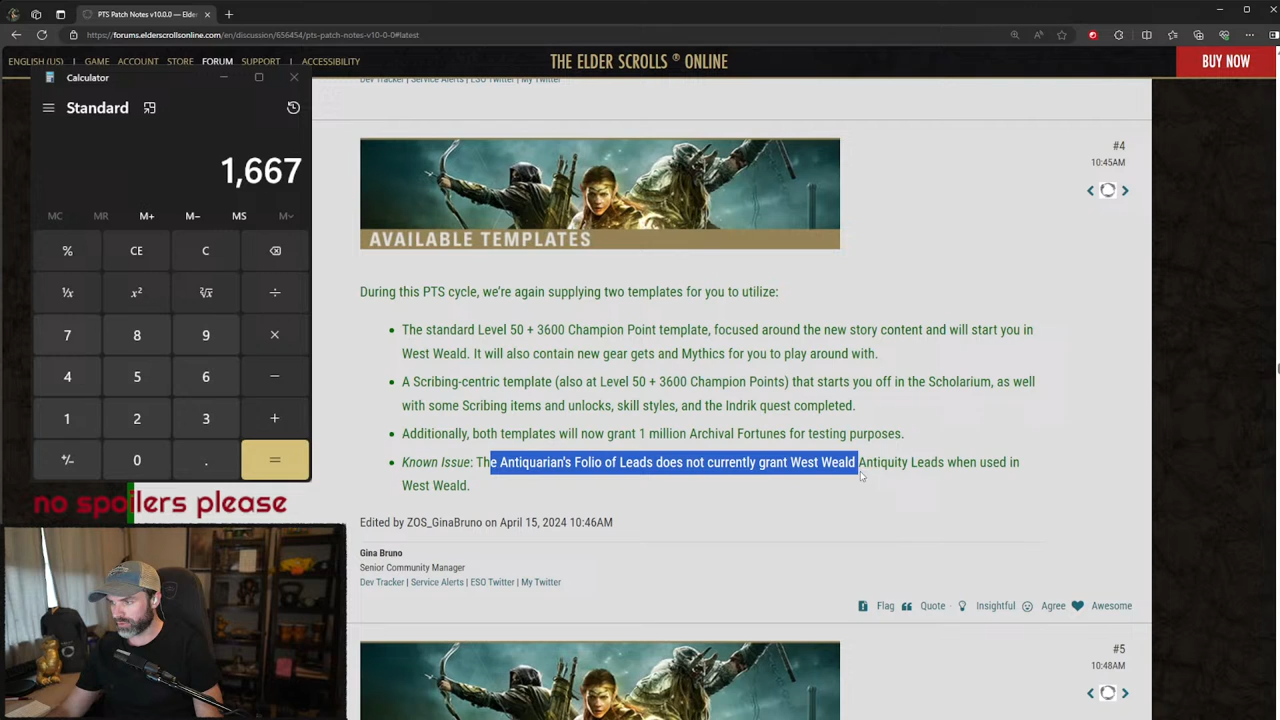 PTS Patch Notes v10.0.0 — Elder
https://forums.elderscrollsonline.com/en/discussion/656454/pts-patch-notes-v10-0-0#latest
ENGLISH (US) GAME ACCOUNT STORE FORUM SUPPORT ACCESSIBILITY
THE ELDER SCROLLS ® ONLINE
BUY NOW
Calculator
Dev Tracker | Service Alerts | ESO Twitter | My Twitter
Standard
1,667
MC MR M+ M− MS M˅
% CE C
¹/x x² ²√x ÷
7 8 9 ×
4 5 6 −
1 2 3 +
+/− 0 . =
no spoilers please
#4
10:45AM
AVAILABLE TEMPLATES
During this PTS cycle, we're again supplying two templates for you to utilize:
• The standard Level 50 + 3600 Champion Point template, focused around the new story content and will start you in
West Weald. It will also contain new gear gets and Mythics for you to play around with.
• A Scribing-centric template (also at Level 50 + 3600 Champion Points) that starts you off in the Scholarium, as well
with some Scribing items and unlocks, skill styles, and the Indrik quest completed.
• Additionally, both templates will now grant 1 million Archival Fortunes for testing purposes.
• Known Issue: The Antiquarian's Folio of Leads does not currently grant West Weald Antiquity Leads when used in
West Weald.
Edited by ZOS_GinaBruno on April 15, 2024 10:46AM
Gina Bruno
Senior Community Manager
Dev Tracker | Service Alerts | ESO Twitter | My Twitter
Flag Quote · Insightful Agree Awesome
#5
10:48AM